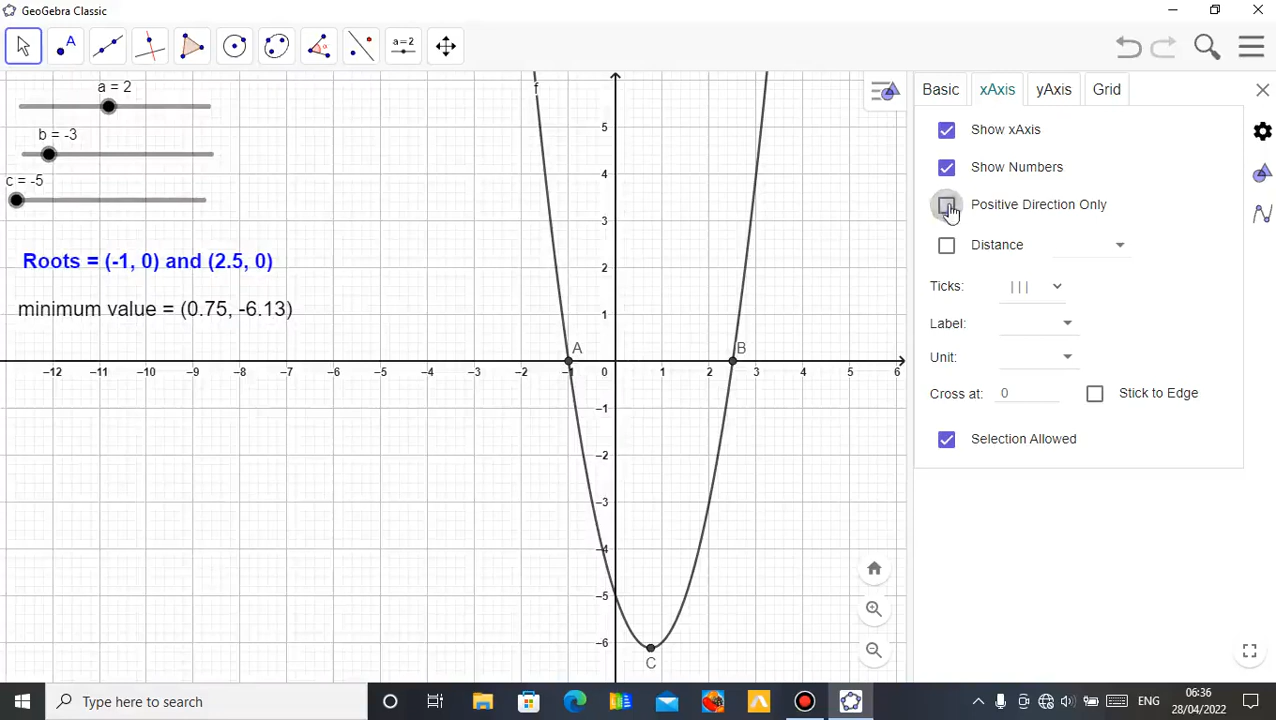 GeoGebra Classic
A
a=2
a = 2
b = -3
c = -5
Roots = (-1, 0) and (2.5, 0)
minimum value = (0.75, -6.13)
f
5
4
3
2
1
A
B
−12 −11 −10 −9 −8 −7 −6 −5 −4 −3 −2 −1 0 1 2 3 4 5 6
−1
−2
−3
−4
−5
−6
C
Basic xAxis yAxis Grid
Show xAxis
Show Numbers
Positive Direction Only
Distance
Ticks: | | |
Label:
Unit:
Cross at: 0 Stick to Edge
Selection Allowed
Type here to search
ENG
06:36
28/04/2022